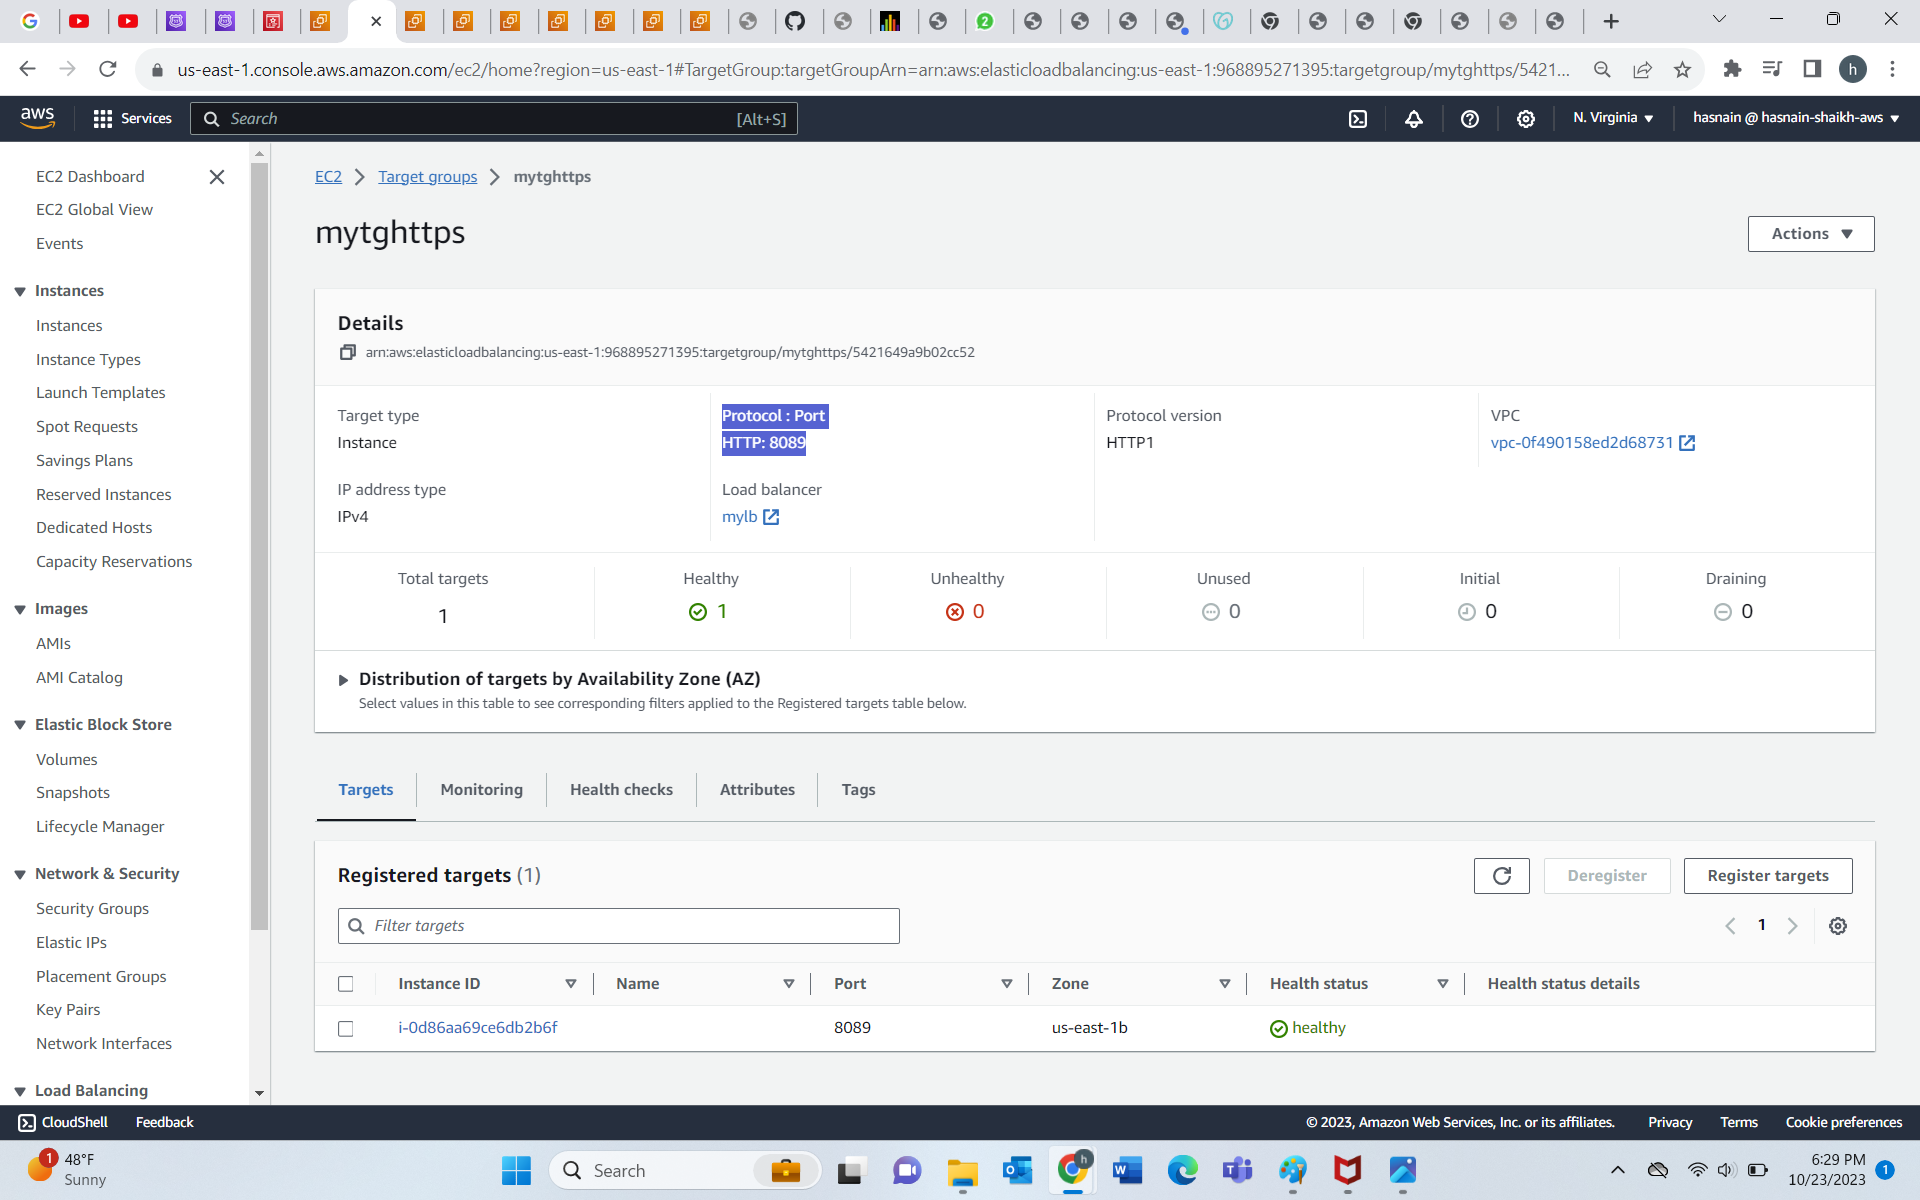 us-east-1.console.aws.amazon.com/ec2/home?region=us-east-1#TargetGroup:targetGroupArn=arn:aws:elasticloadbalancing:us-east-1:968895271395:targetgroup/mytghttps/5421...
h
aws
Services
Search
[Alt+S]
N. Virginia
hasnain @ hasnain-shaikh-aws
EC2 Dashboard
EC2 Global View
Events
Instances
Instances
Instance Types
Launch Templates
Spot Requests
Savings Plans
Reserved Instances
Dedicated Hosts
Capacity Reservations
Images
AMIs
AMI Catalog
Elastic Block Store
Volumes
Snapshots
Lifecycle Manager
Network & Security
Security Groups
Elastic IPs
Placement Groups
Key Pairs
Network Interfaces
Load Balancing
EC2 > Target groups > mytghttps
mytghttps
Actions
Details
arn:aws:elasticloadbalancing:us-east-1:968895271395:targetgroup/mytghttps/5421649a9b02cc52
Target type
Instance
Protocol : Port
HTTP: 8089
Protocol version
HTTP1
VPC
vpc-0f490158ed2d68731
IP address type
IPv4
Load balancer
mylb
Total targets
1
Healthy
1
Unhealthy
0
Unused
0
Initial
0
Draining
0
Distribution of targets by Availability Zone (AZ)
Select values in this table to see corresponding filters applied to the Registered targets table below.
Targets
Monitoring
Health checks
Attributes
Tags
Registered targets (1)
Deregister
Register targets
Filter targets
1
Instance ID
Name
Port
Zone
Health status
Health status details
i-0d86aa69ce6db2b6f
8089
us-east-1b
healthy
CloudShell
Feedback
© 2023, Amazon Web Services, Inc. or its affiliates.
Privacy
Terms
Cookie preferences
1
48°F
Sunny
Search
h
6:29 PM
10/23/2023
1